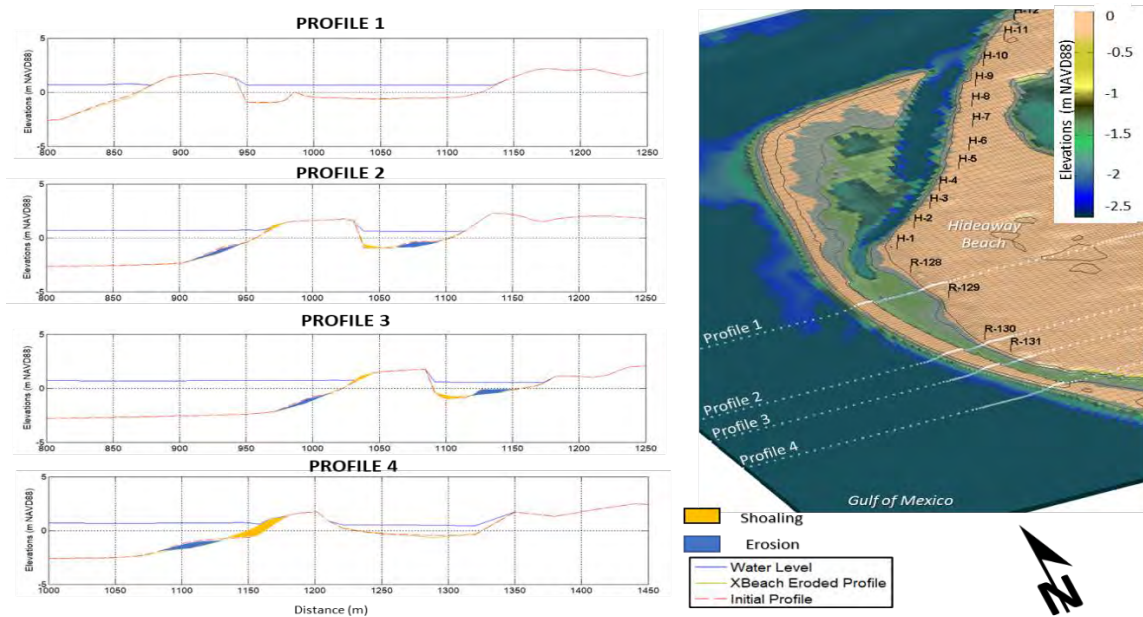 PROFILE 1
Elevations (m NAVD88)
5
0
-5
800 850 900 950 1000 1050 1100 1150 1200 1250
PROFILE 2
Elevations (m NAVD88)
5
0
-5
800 850 900 950 1000 1050 1100 1150 1200 1250
PROFILE 3
Elevations (m NAVD88)
5
0
-5
800 850 900 950 1000 1050 1100 1150 1200 1250
PROFILE 4
Elevations (m NAVD88)
5
0
-5
1000 1050 1100 1150 1200 1250 1300 1350 1400 1450
Distance (m)
H-12
H-11
H-10
H-9
H-8
H-7
H-6
H-5
H-4
H-3
H-2
H-1
R-128
R-129
R-130
R-131
Hideaway
Beach
Profile 1
Profile 2
Profile 3
Profile 4
Gulf of Mexico
Elevations (m NAVD88)
0
-0.5
-1
-1.5
-2
-2.5
Shoaling
Erosion
Water Level
XBeach Eroded Profile
Initial Profile
N